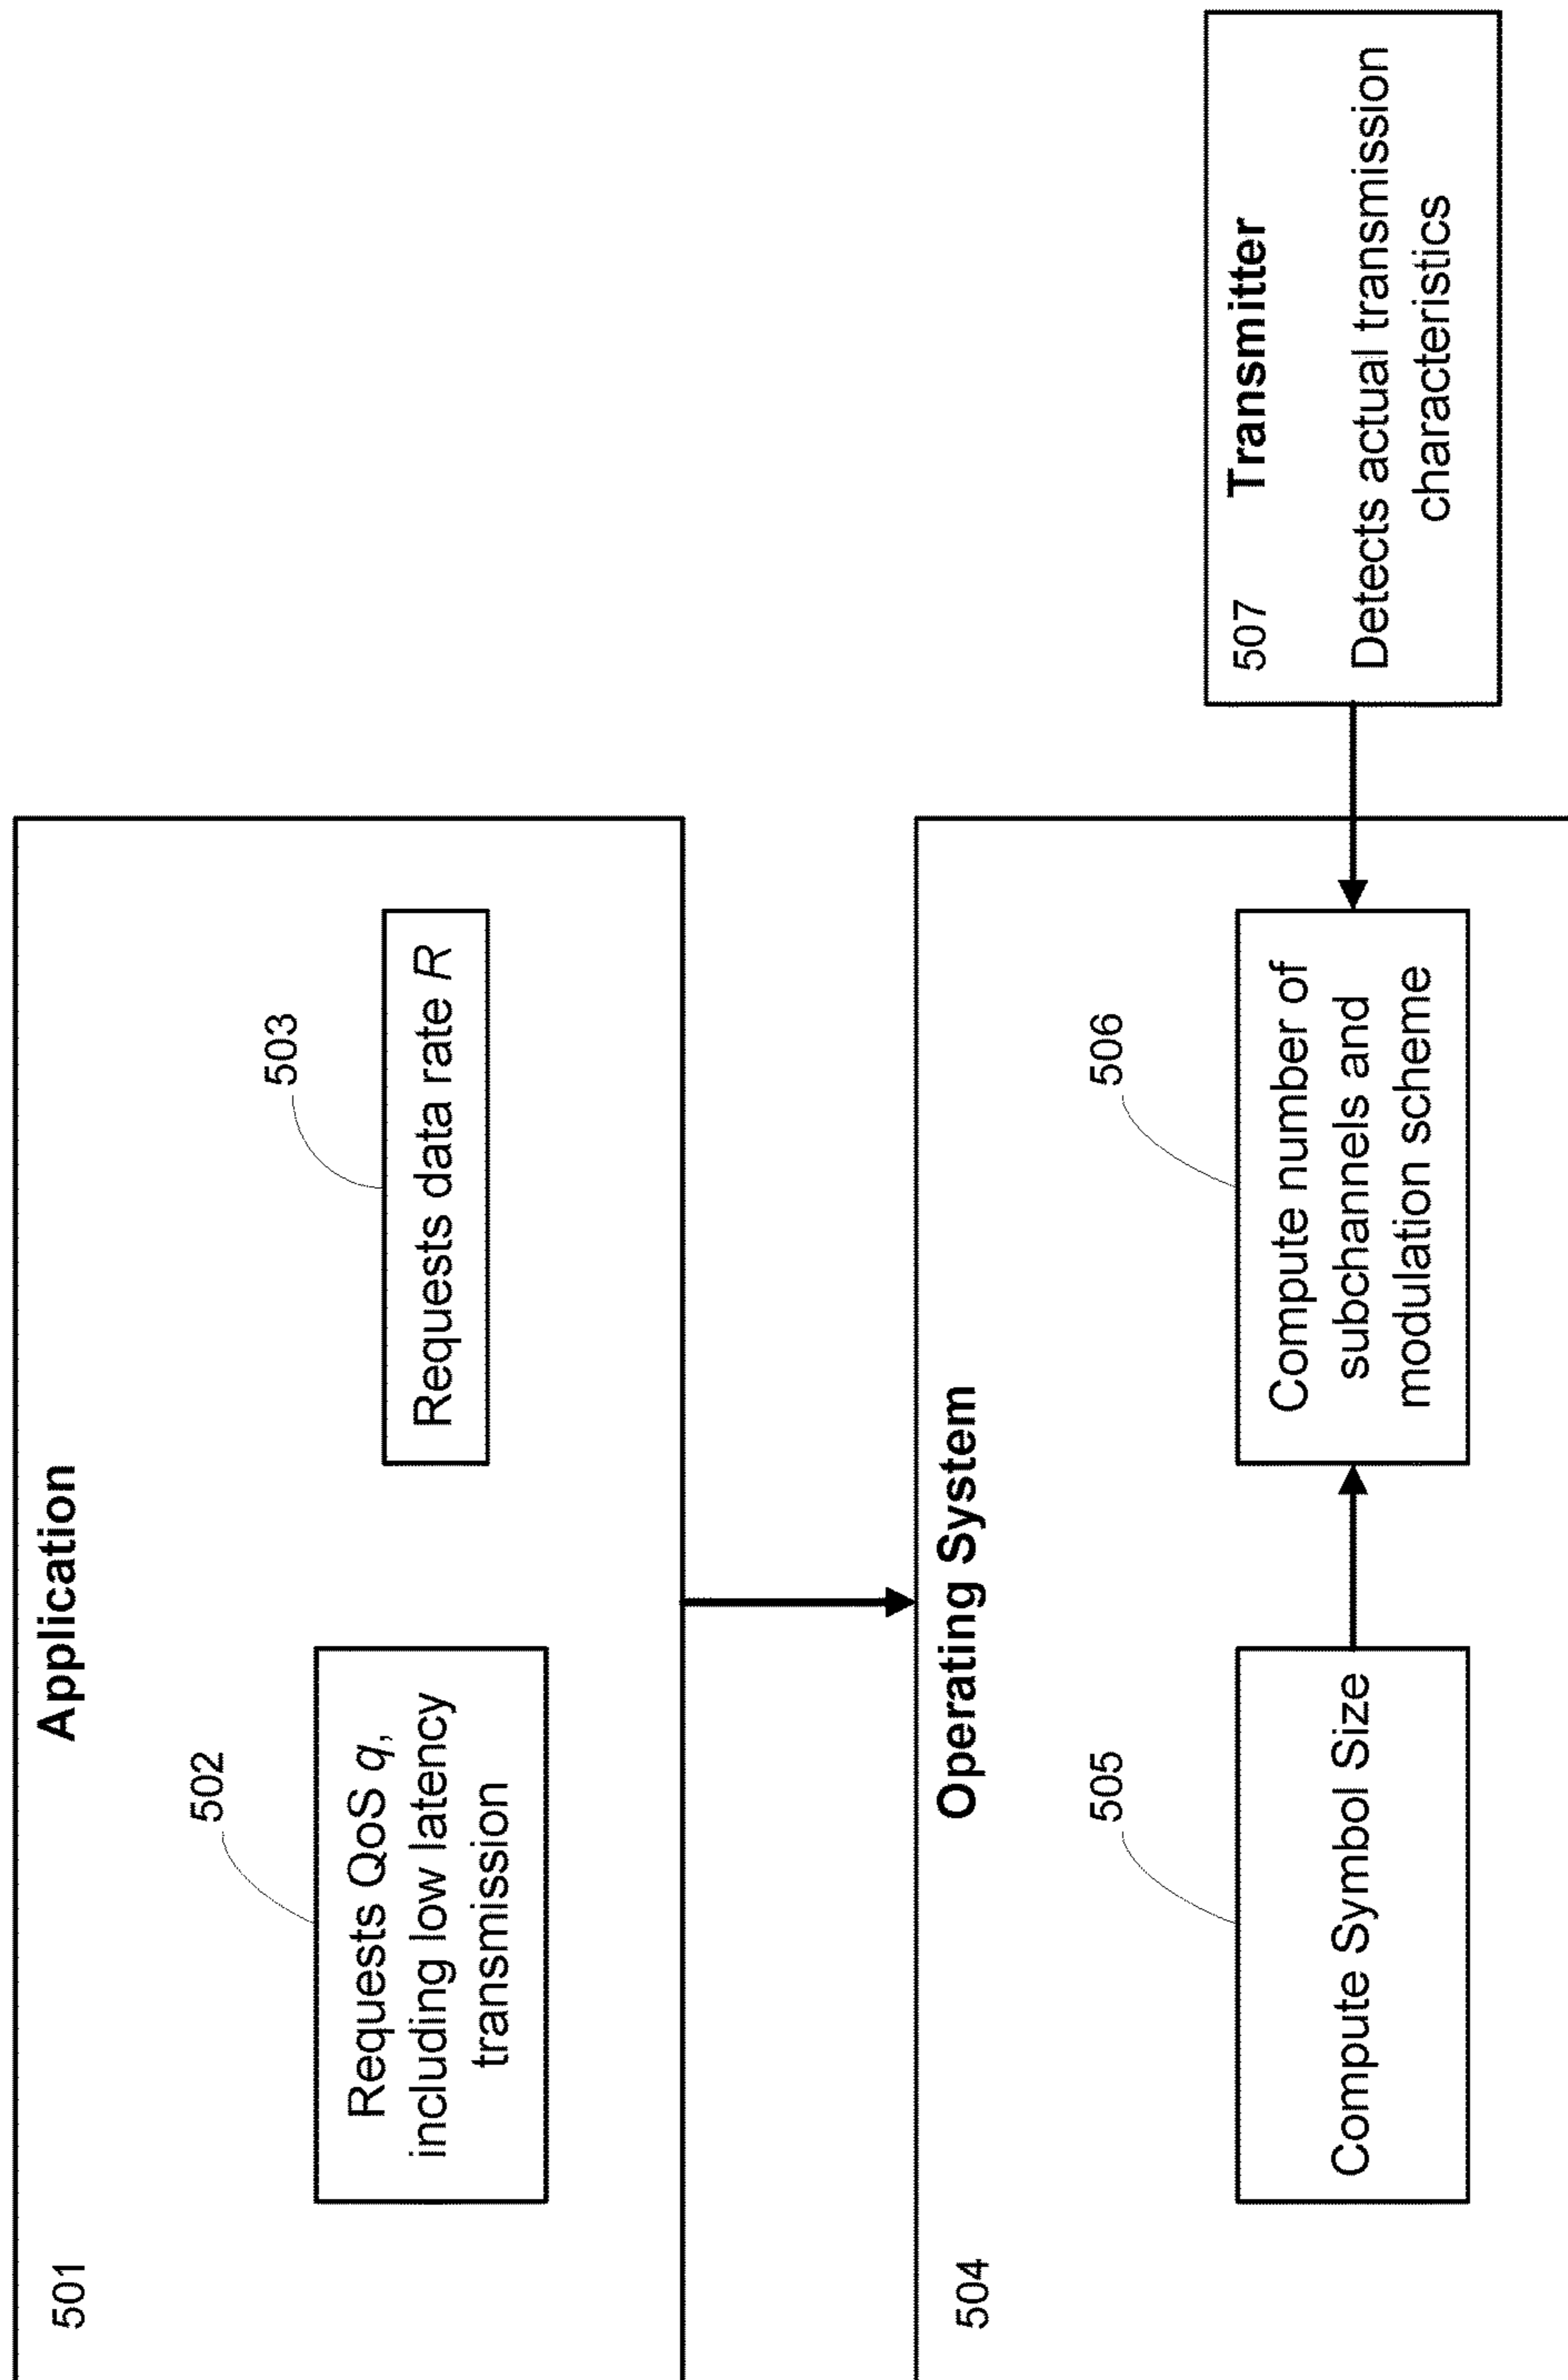 501
Application
502
Requests QoS q,
including low latency
transmission
503
Requests data rate R
504
Operating System
505
Compute Symbol Size
506
Compute number of
subchannels and
modulation scheme
507 Transmitter
Detects actual transmission
characteristics